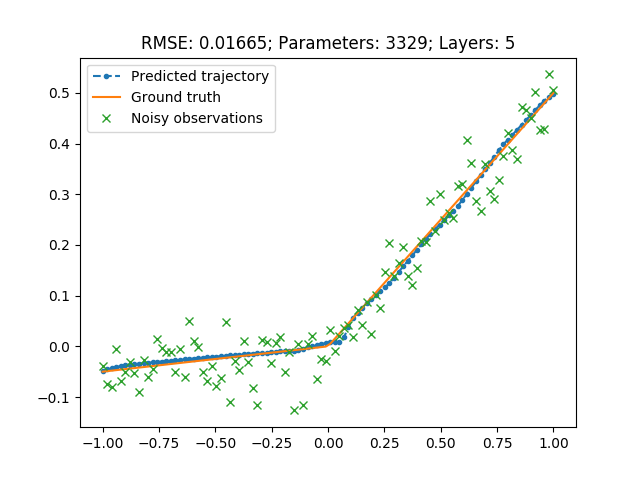 RMSE: 0.01665; Parameters: 3329; Layers: 5
Predicted trajectory
Ground truth
Noisy observations
0.5
0.4
0.3
0.2
0.1
0.0
−0.1
−1.00 −0.75 −0.50 −0.25 0.00 0.25 0.50 0.75 1.00